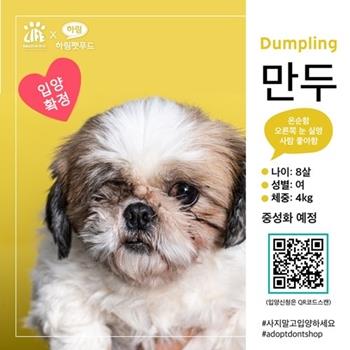 LIFE
×
하림
하림펫푸드
입양
확정
Dumpling
만두
온순함
오른쪽 눈 실명
사람 좋아함
나이: 8살
성별: 여
체중: 4kg
중성화 예정
(입양신청은 QR코드스캔)
#사지말고입양하세요
#adoptdontshop